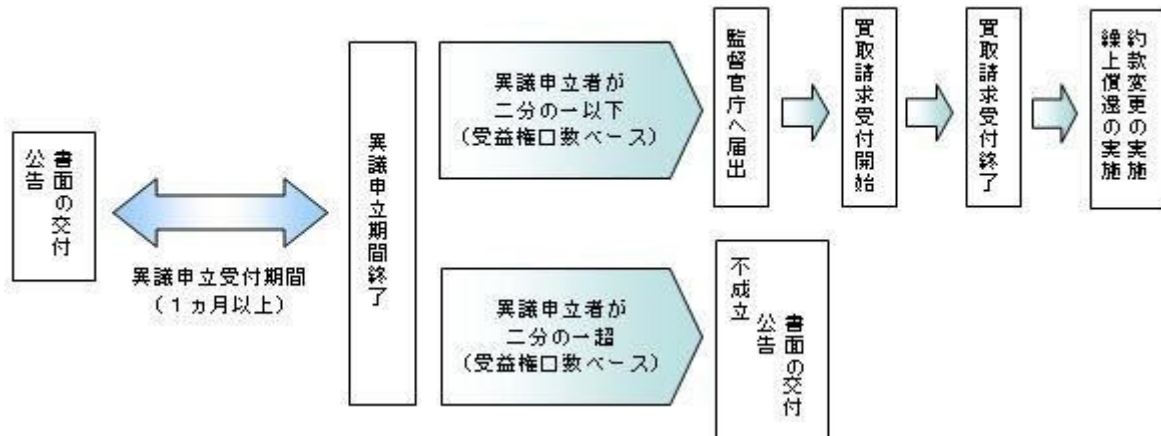 書面の交付
公告
異議申立受付期間
（1ヵ月以上）
異議申立期間終了
異議申立者が
二分の一以下
（受益権口数ベース）
監督官庁へ届出
買取請求受付開始
買取請求受付終了
約款変更の実施
繰上償還の実施
異議申立者が
二分の一超
（受益権口数ベース）
不成立
書面の交付
公告